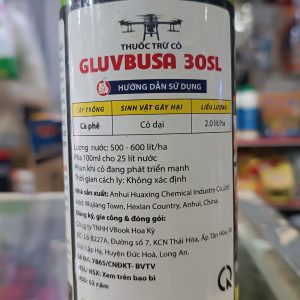 THUỐC TRỪ CỎ
GLUVBUSA 30SL
HƯỚNG DẪN SỬ DỤNG
CÂY TRỒNG SINH VẬT GÂY HẠI LIỀU LƯỢNG
Cà phê Cỏ dại 2.0 lít/ha
Lượng nước: 500 - 600 lít/ha
Pha 100ml cho 25 lít nước
Phun khi cỏ đang phát triển mạnh
Thời gian cách ly: Không xác định
Nhà sản xuất: Anhui Huaxing Chemical Industry Co.,Ltd
Add: Wujiang Town, Hexian Country, Anhui, China.
Đăng ký, gia công & đóng gói:
Công ty TNHH VBook Hoa Kỳ
ĐC: Lô B227A, Đường số 7, KCN Thái Hòa, Ấp Tân Hòa, Xã
Lập Hạ, Huyện Đức Hoà, Long An.
Số ĐK: 7865/CNĐKT- BVTV
NSX: Xem trên bao bì
HSD: 02 năm